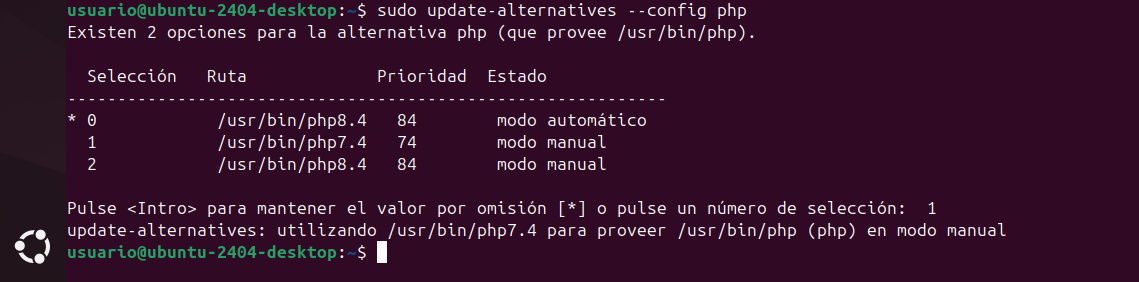 usuario@ubuntu-2404-desktop:~$ sudo update-alternatives --config php
Existen 2 opciones para la alternativa php (que provee /usr/bin/php).
  Selección   Ruta             Prioridad  Estado
------------------------------------------------------------
* 0            /usr/bin/php8.4   84        modo automático
  1            /usr/bin/php7.4   74        modo manual
  2            /usr/bin/php8.4   84        modo manual
Pulse <Intro> para mantener el valor por omisión [*] o pulse un número de selección:  1
update-alternatives: utilizando /usr/bin/php7.4 para proveer /usr/bin/php (php) en modo manual
usuario@ubuntu-2404-desktop:~$